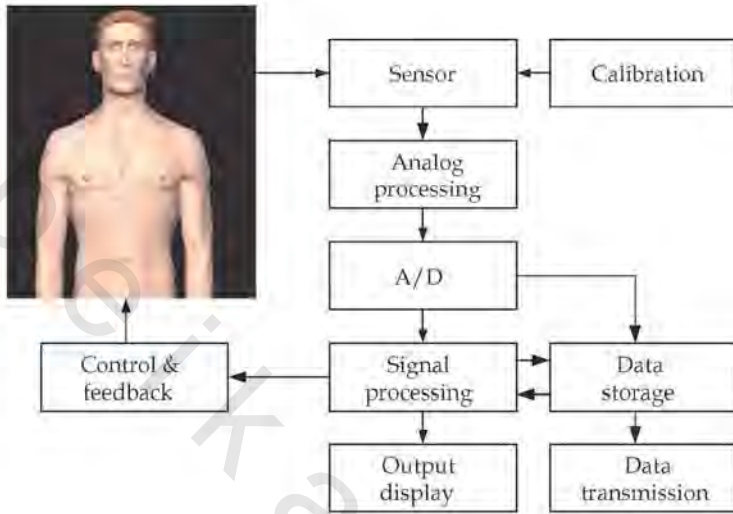 Sensor
Calibration
Analog
processing
A/D
Control &
feedback
Signal
processing
Data
storage
Output
display
Data
transmission